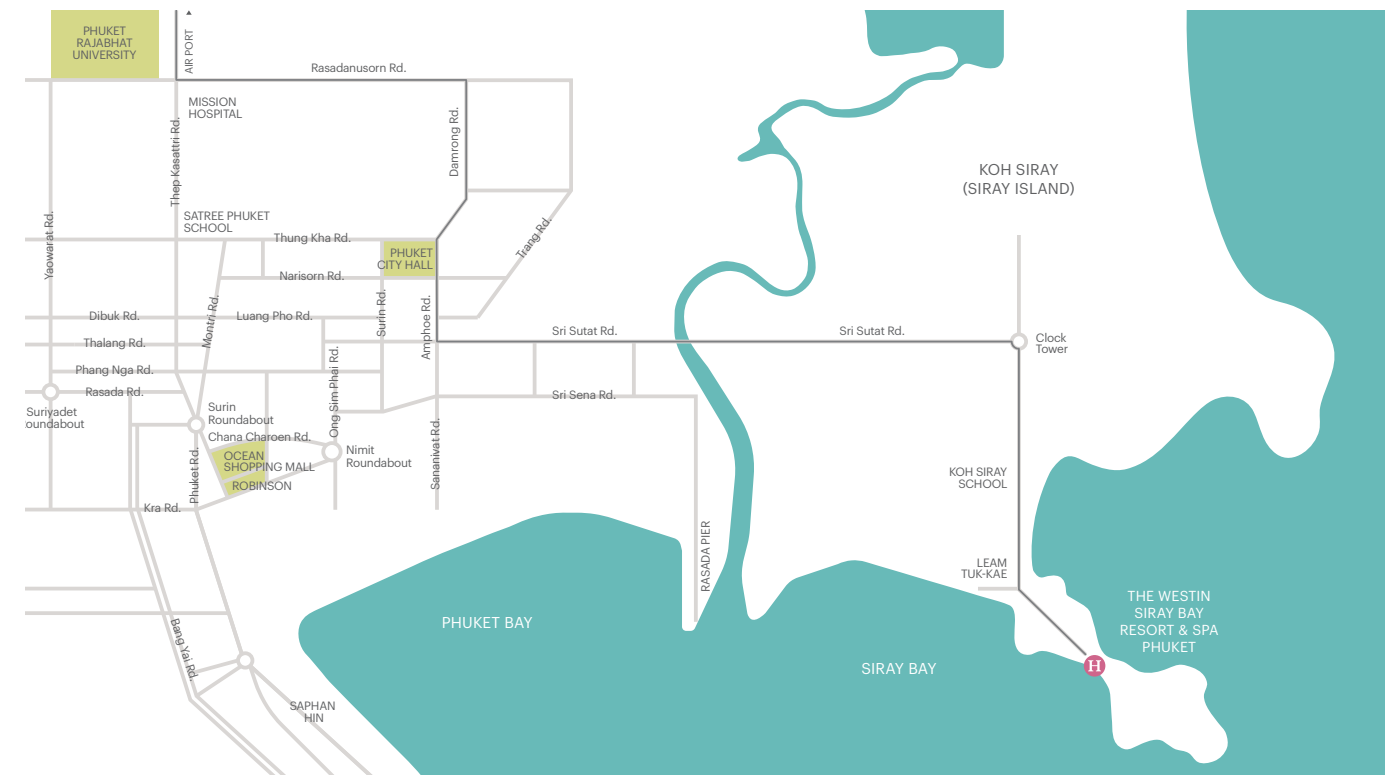 PHUKET
RAJABHAT
UNIVERSITY
AIR PORT
Rasadanusorn Rd.
MISSION
HOSPITAL
Thep Kasattri Rd.
Damrong Rd.
KOH SIRAY
(SIRAY ISLAND)
SATREE PHUKET
SCHOOL
Yaowarat Rd.
Thung Kha Rd.
Trang Rd.
PHUKET
CITY HALL
Narisorn Rd.
Dibuk Rd.
Montri Rd.
Luang Pho Rd.
Surin Rd.
Amphoe Rd.
Sri Sutat Rd.
Sri Sutat Rd.
Clock
Tower
Thalang Rd.
Phang Nga Rd.
Rasada Rd.
Ong Sim Phai Rd.
Sri Sena Rd.
Suriyadet
oundabout
Surin
Roundabout
Chana Charoen Rd.
Nimit
Roundabout
Sananivat Rd.
OCEAN
SHOPPING MALL
ROBINSON
Phuket Rd.
KOH SIRAY
SCHOOL
Kra Rd.
RASADA PIER
LEAM
TUK-KAE
THE WESTIN
SIRAY BAY
RESORT & SPA
PHUKET
PHUKET BAY
Bang Yai Rd.
SIRAY BAY
H
SAPHAN
HIN